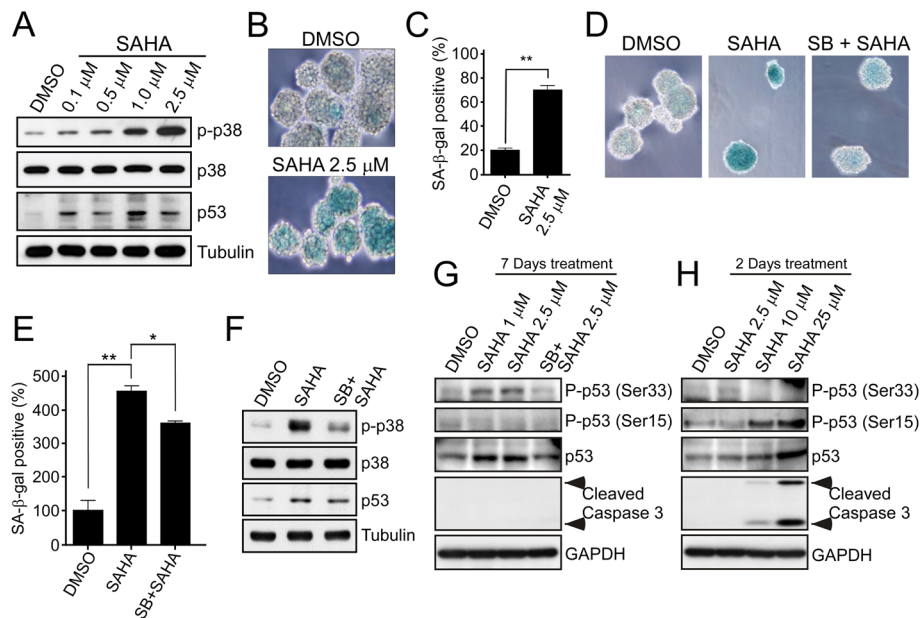 A
SAHA
DMSO
0.1 μM
0.5 μM
1.0 μM
2.5 μM
p-p38
p38
p53
Tubulin
B
DMSO
SAHA 2.5 μM
C
SA-β-gal positive (%)
100
80
60
40
20
0
**
DMSO
SAHA
2.5 μM
D
DMSO
SAHA
SB + SAHA
E
SA-β-gal positive (%)
500
400
300
200
100
0
**
*
DMSO
SAHA
SB+SAHA
F
DMSO
SAHA
SB+
SAHA
p-p38
p38
p53
Tubulin
G
7 Days treatment
DMSO
SAHA 1 μM
SAHA 2.5 μM
SB+
SAHA 2.5 μM
P-p53 (Ser33)
P-p53 (Ser15)
p53
Cleaved
Caspase 3
GAPDH
H
2 Days treatment
DMSO
SAHA 2.5 μM
SAHA 10 μM
SAHA 25 μM
P-p53 (Ser33)
P-p53 (Ser15)
p53
Cleaved
Caspase 3
GAPDH